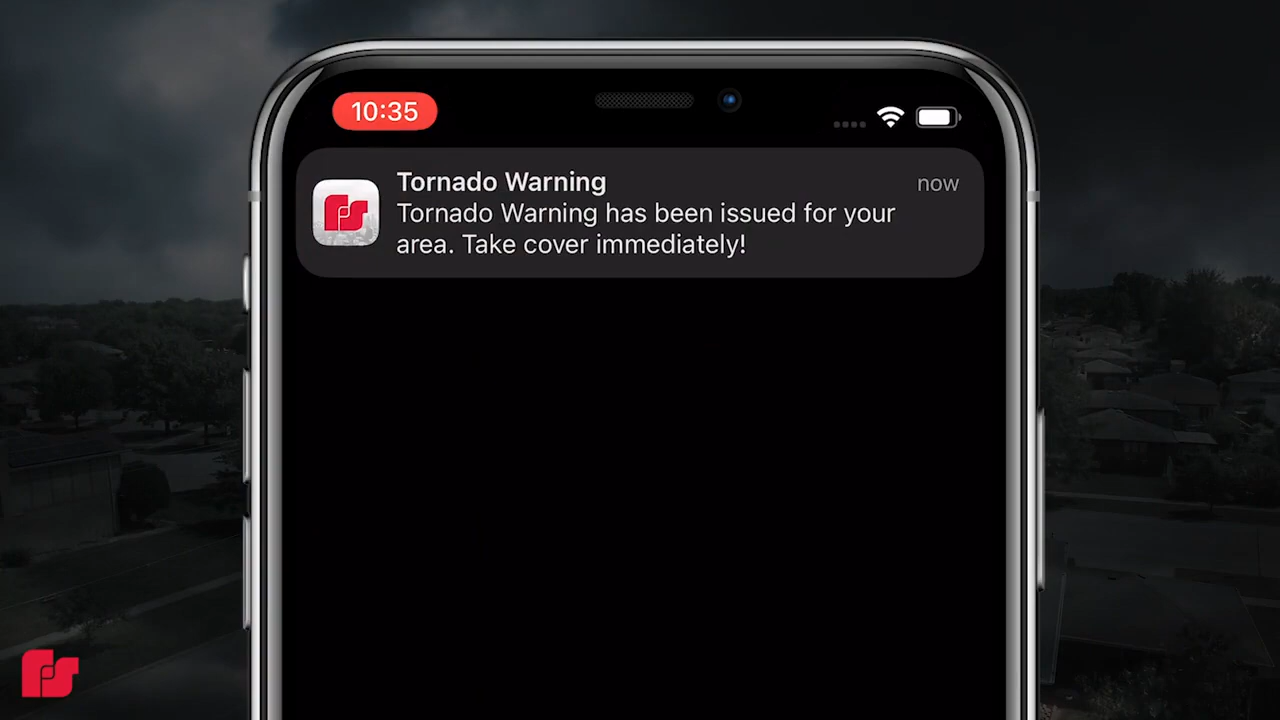 10:35
Tornado Warning
now
Tornado Warning has been issued for your
area. Take cover immediately!